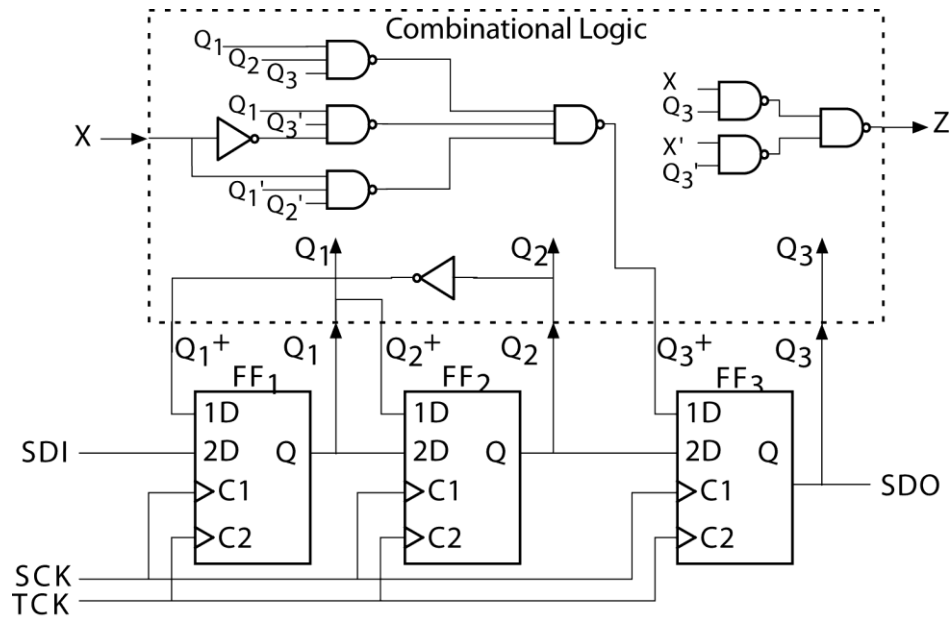 Combinational Logic
Q1
Q2
Q3
Q1
Q3'
Q1'
Q2'
X
X
Q3
X'
Q3'
Z
Q1
Q2
Q3
Q1+
Q1
Q2+
Q2
Q3+
Q3
FF1
FF2
FF3
1D
1D
1D
SDI
2D
Q
2D
Q
2D
Q
C1
C1
C1
SDO
C2
C2
C2
SCK
TCK